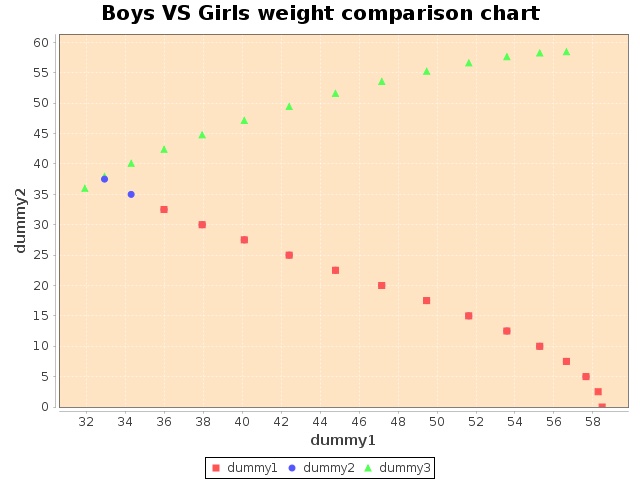 Boys VS Girls weight comparison chart
60
55
50
45
40
35
30
25
20
15
10
5
0
dummy2
32 34 36 38 40 42 44 46 48 50 52 54 56 58
dummy1
dummy1 dummy2 dummy3